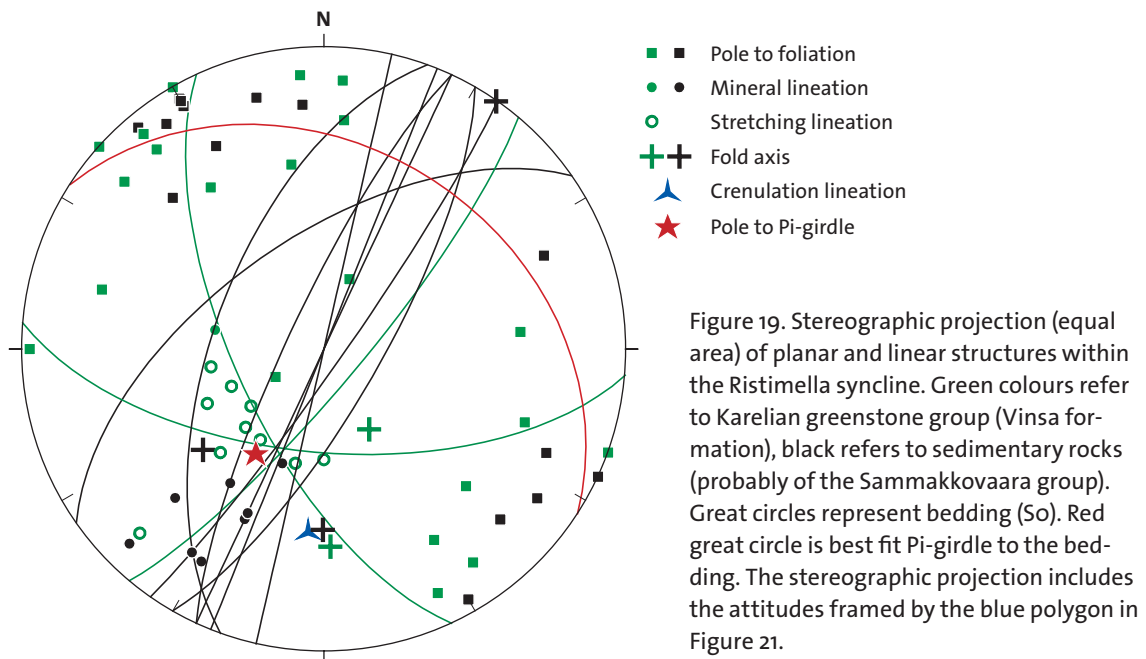 N
Pole to foliation
Mineral lineation
Stretching lineation
Fold axis
Crenulation lineation
Pole to Pi-girdle
Figure 19. Stereographic projection (equal
area) of planar and linear structures within
the Ristimella syncline. Green colours refer
to Karelian greenstone group (Vinsa for-
mation), black refers to sedimentary rocks
(probably of the Sammakkovaara group).
Great circles represent bedding (S0). Red
great circle is best fit Pi-girdle to the bed-
ding. The stereographic projection includes
the attitudes framed by the blue polygon in
Figure 21.